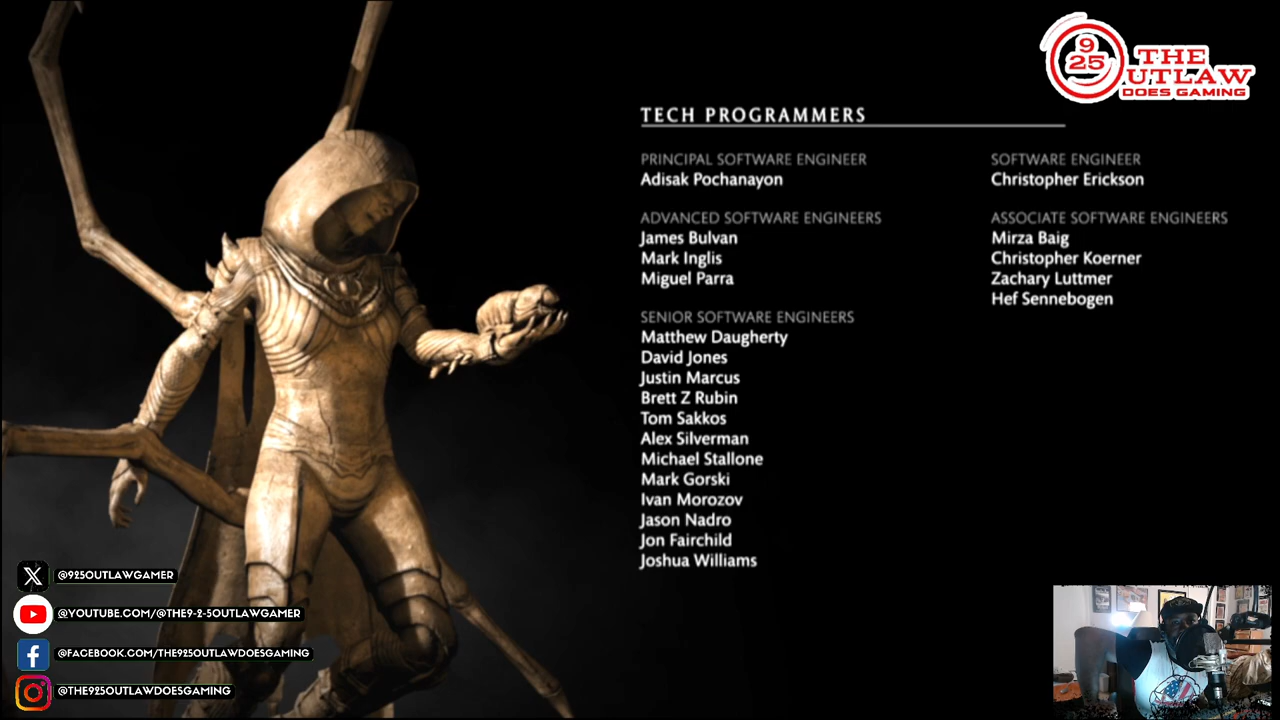 9
25
THE
OUTLAW
DOES GAMING
TECH PROGRAMMERS
PRINCIPAL SOFTWARE ENGINEER
Adisak Pochanayon
ADVANCED SOFTWARE ENGINEERS
James Bulvan
Mark Inglis
Miguel Parra
SENIOR SOFTWARE ENGINEERS
Matthew Daugherty
David Jones
Justin Marcus
Brett Z Rubin
Tom Sakkos
Alex Silverman
Michael Stallone
Mark Gorski
Ivan Morozov
Jason Nadro
Jon Fairchild
Joshua Williams
SOFTWARE ENGINEER
Christopher Erickson
ASSOCIATE SOFTWARE ENGINEERS
Mirza Baig
Christopher Koerner
Zachary Luttmer
Hef Sennebogen
@925OUTLAWGAMER
@YOUTUBE.COM/@THE9-2-5OUTLAWGAMER
@FACEBOOK.COM/THE925OUTLAWDOESGAMING
@THE925OUTLAWDOESGAMING